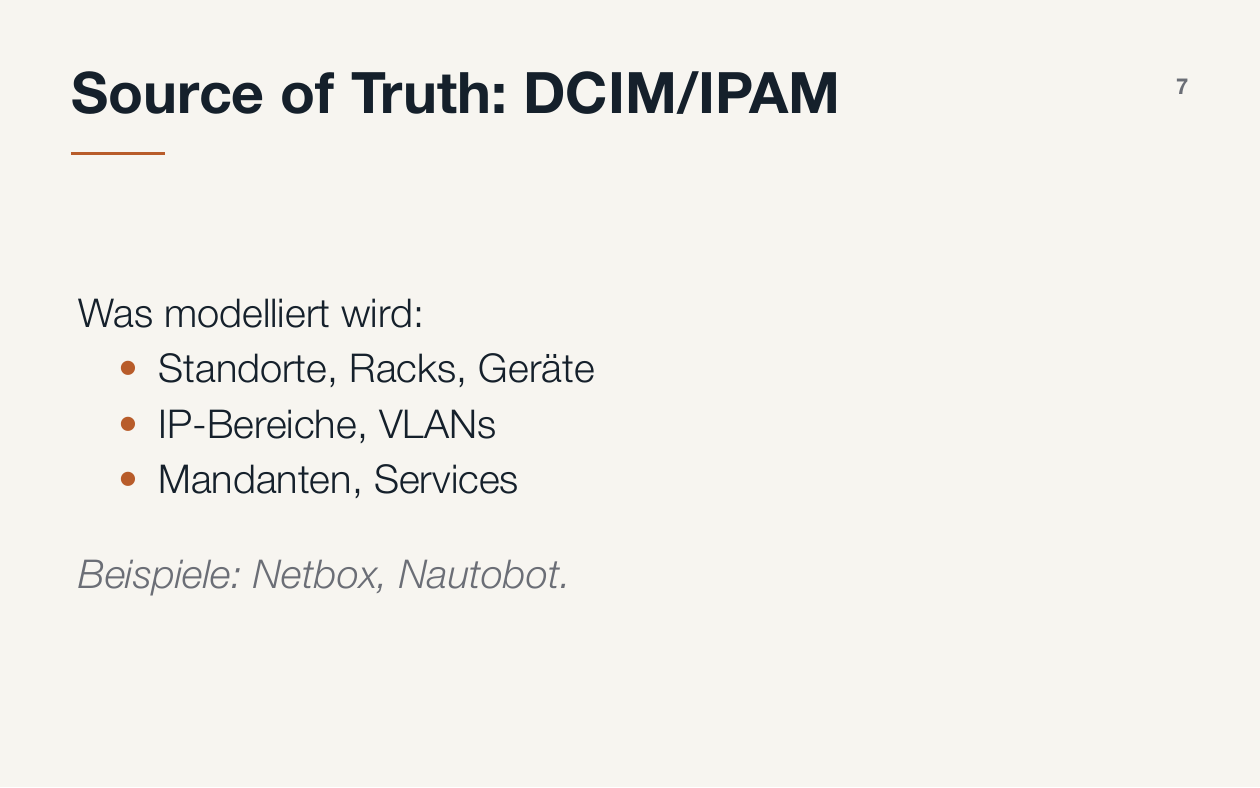 Source of Truth: DCIM/IPAM
7
Was modelliert wird:
• Standorte, Racks, Geräte
• IP-Bereiche, VLANs
• Mandanten, Services
Beispiele: Netbox, Nautobot.